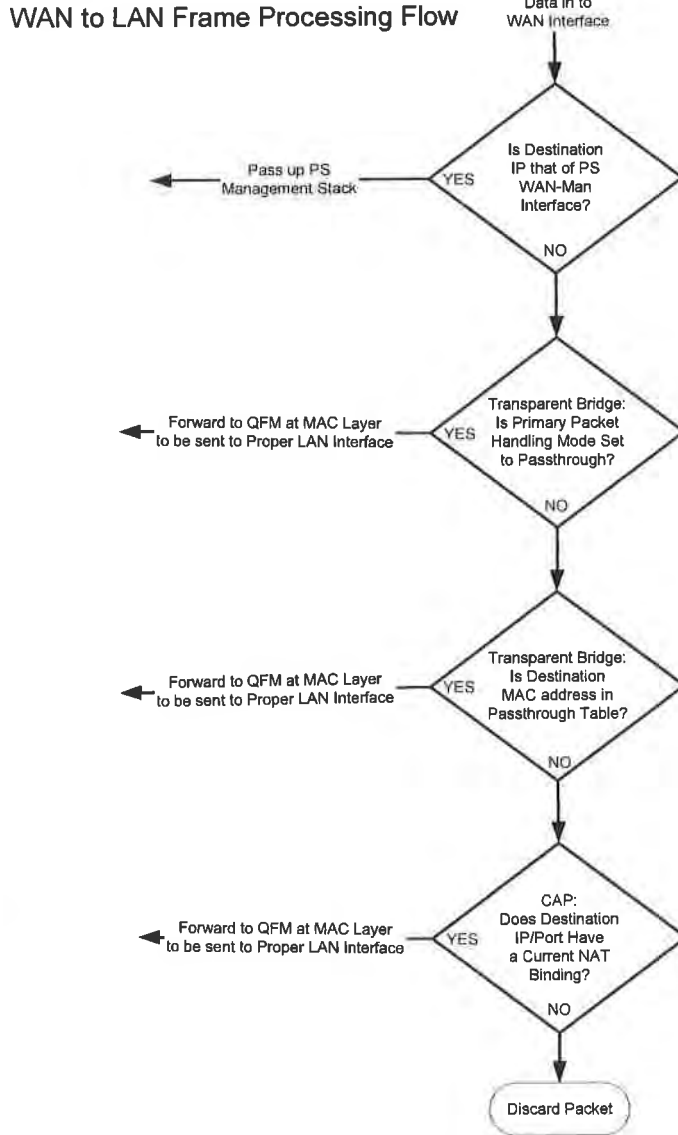 WAN to LAN Frame Processing Flow
Data in to
WAN Interface
Is Destination
IP that of PS
WAN-Man
Interface?
YES
Pass up PS
Management Stack
NO
Transparent Bridge:
Is Primary Packet
Handling Mode Set
to Passthrough?
YES
Forward to QFM at MAC Layer
to be sent to Proper LAN Interface
NO
Transparent Bridge:
Is Destination
MAC address in
Passthrough Table?
YES
Forward to QFM at MAC Layer
to be sent to Proper LAN Interface
NO
CAP:
Does Destination
IP/Port Have
a Current NAT
Binding?
YES
Forward to QFM at MAC Layer
to be sent to Proper LAN Interface
NO
Discard Packet